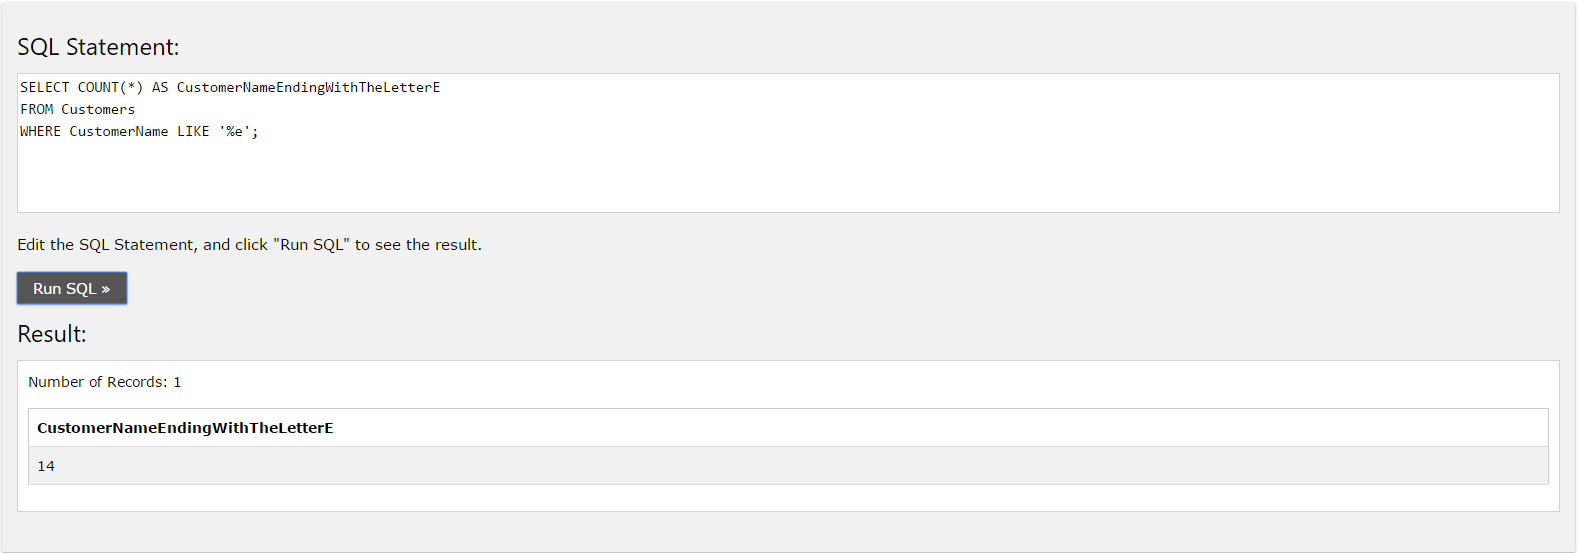 SQL Statement:
SELECT COUNT(*) AS CustomerNameEndingWithTheLetterE
FROM Customers
WHERE CustomerName LIKE '%e';
Edit the SQL Statement, and click "Run SQL" to see the result.
Run SQL »
Result:
Number of Records: 1
CustomerNameEndingWithTheLetterE
14